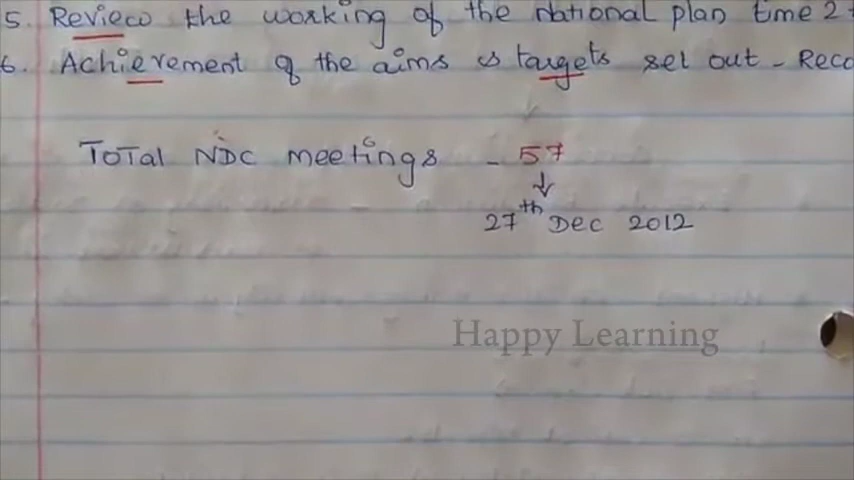 5. Review the working of the national plan time 2
6. Achievement of the aims & targets set out - Reco
Total NDC meetings - 57
↓
27th Dec 2012
Happy Learning